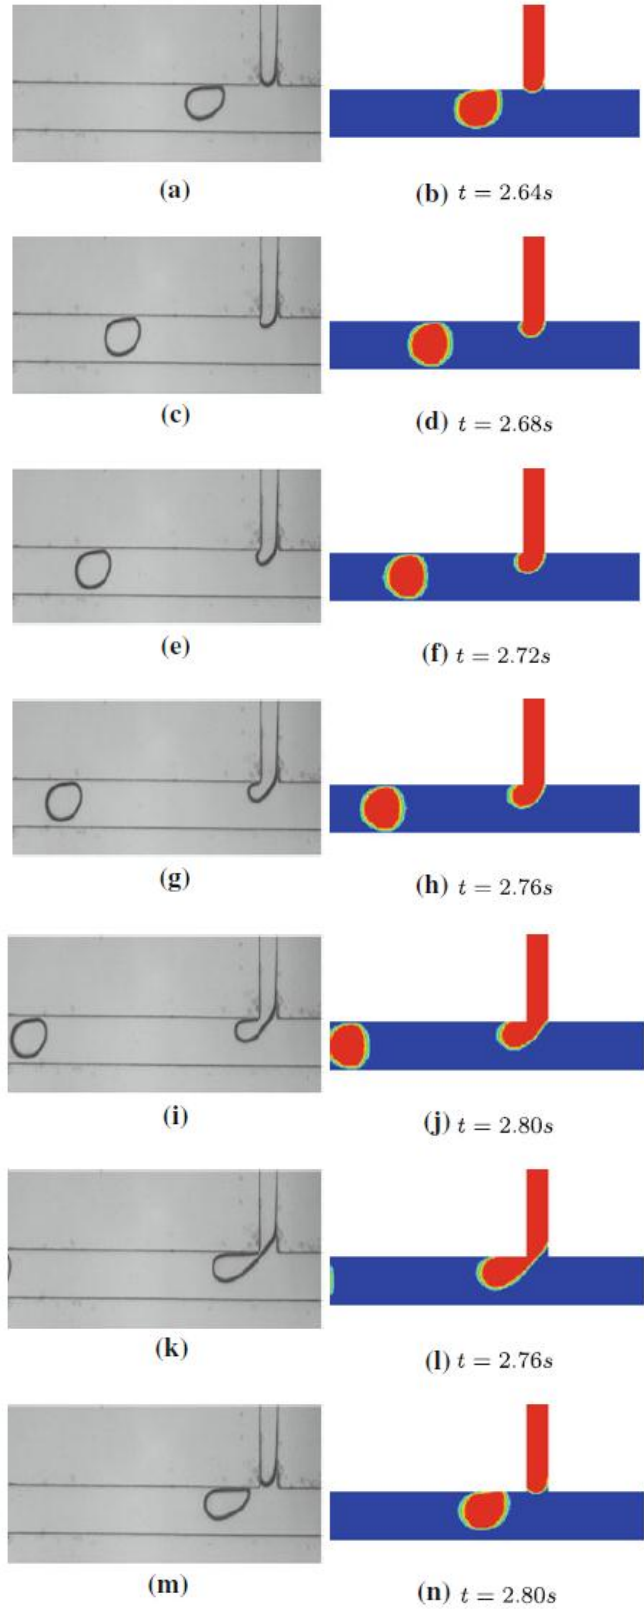 (a)
(b) t = 2.64s
(c)
(d) t = 2.68s
(e)
(f) t = 2.72s
(g)
(h) t = 2.76s
(i)
(j) t = 2.80s
(k)
(l) t = 2.76s
(m)
(n) t = 2.80s